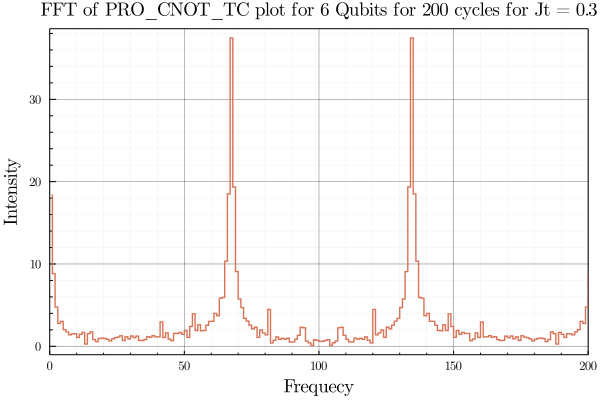 FFT of PRO_CNOT_TC plot for 6 Qubits for 200 cycles for Jt = 0.3
Intensity
30
20
10
0
0 50 100 150 200
Frequecy